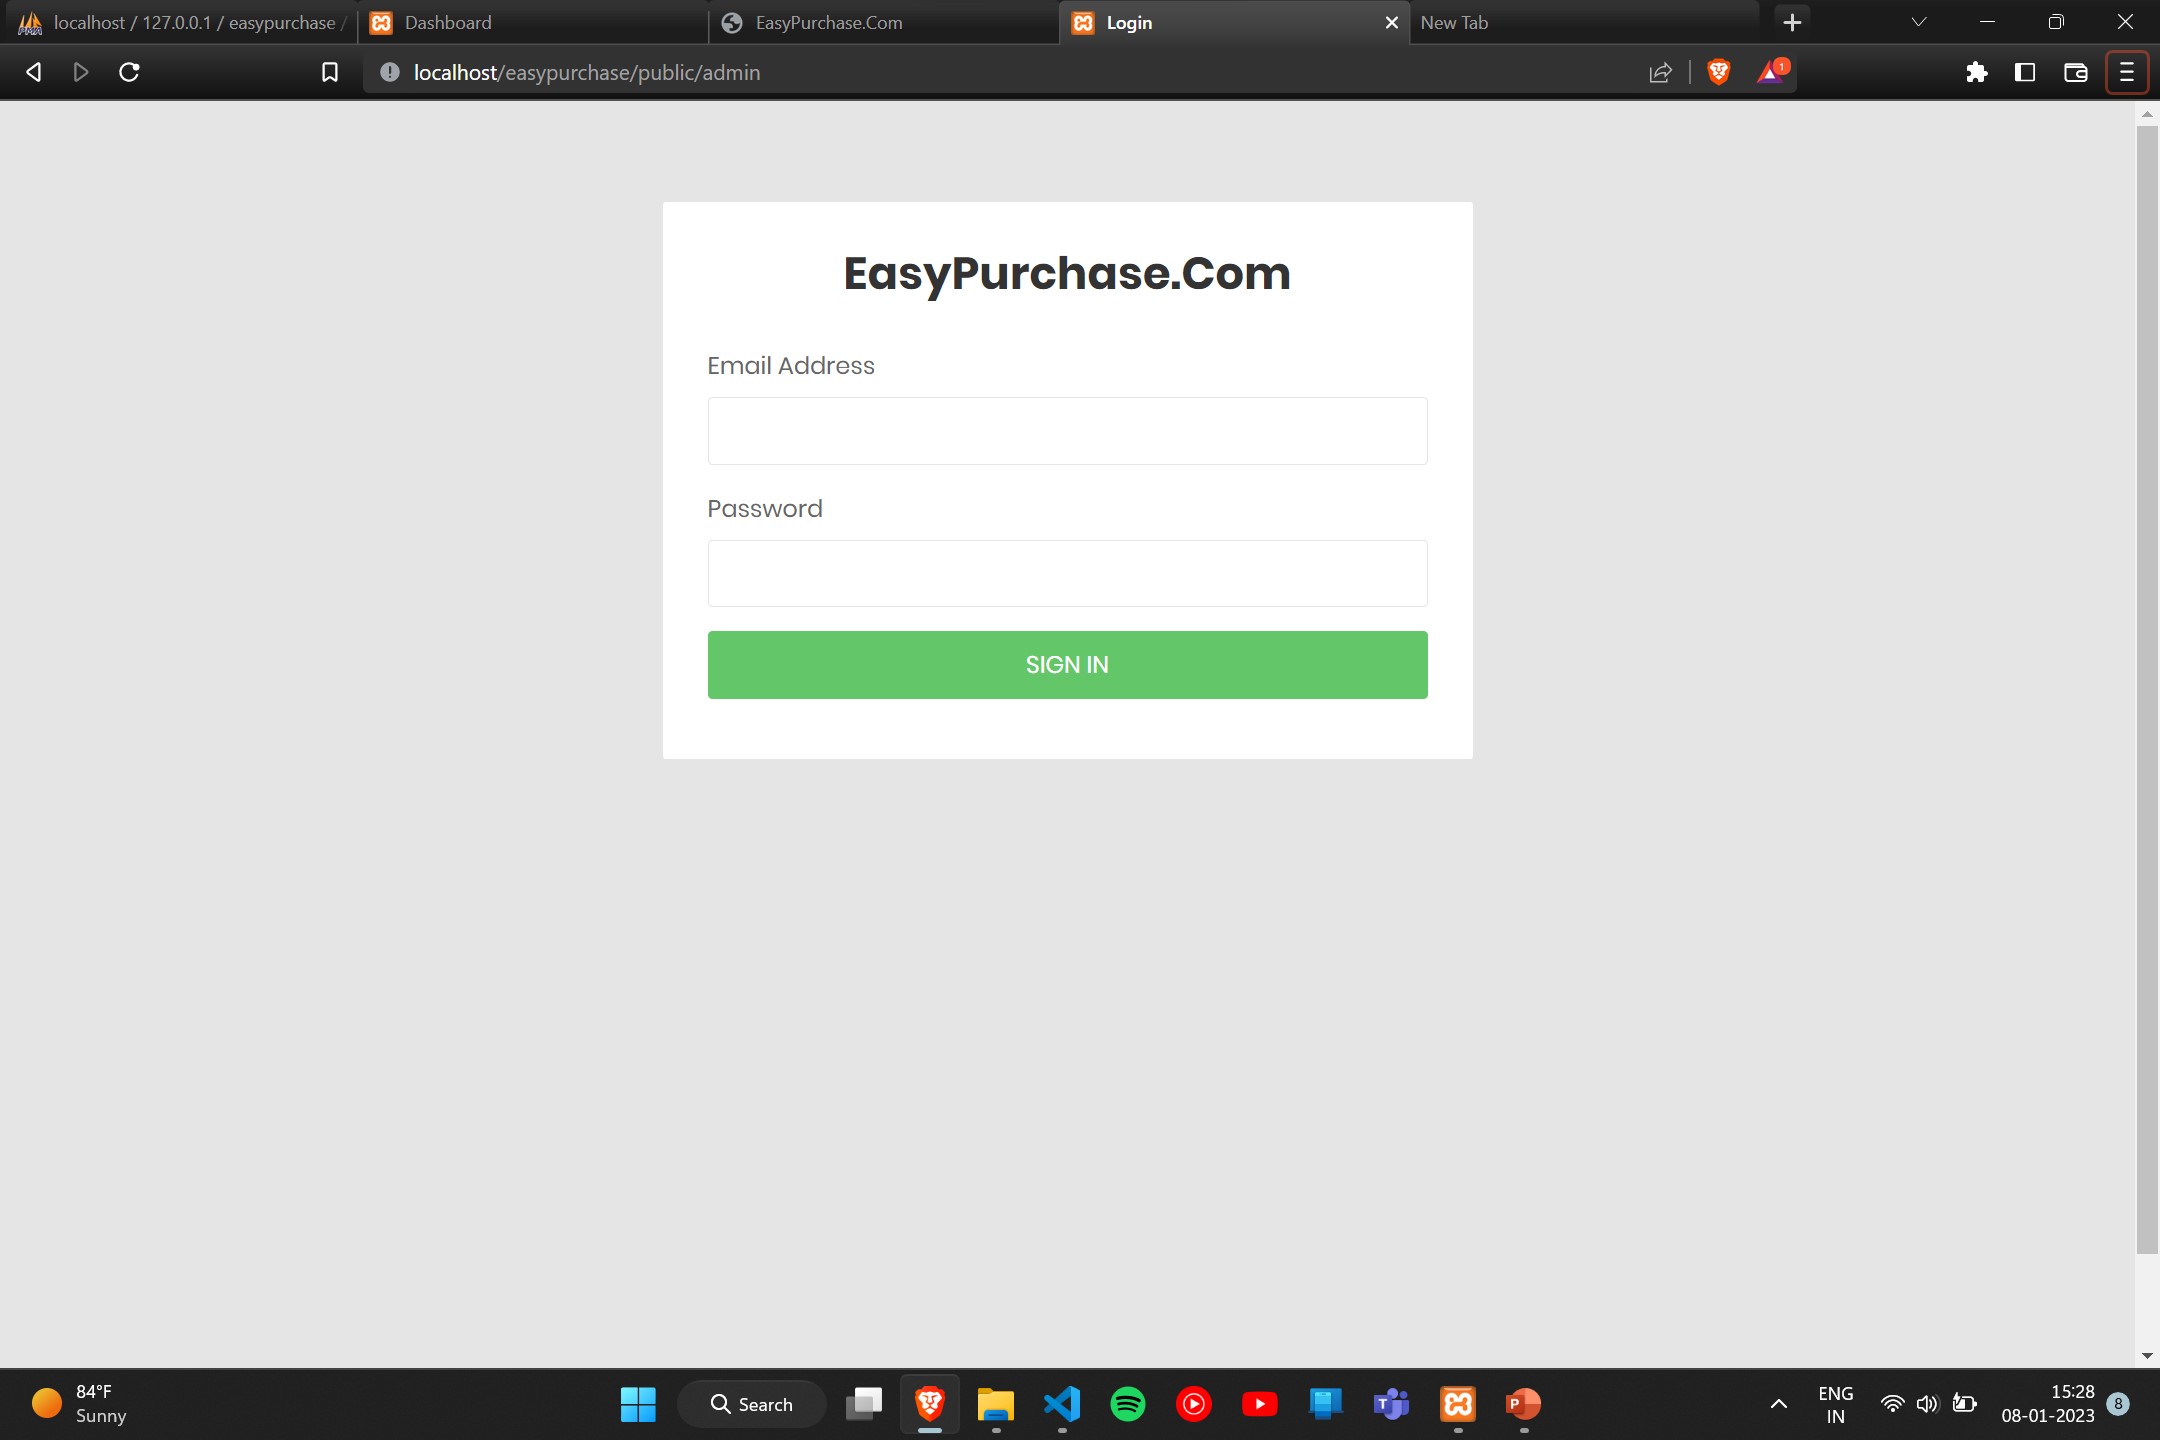 localhost / 127.0.0.1 / easypurchase /
Dashboard
EasyPurchase.Com
Login
New Tab
localhost/easypurchase/public/admin
1
EasyPurchase.Com
Email Address
Password
SIGN IN
84°F
Sunny
Search
ENG
IN
15:28
08-01-2023
8